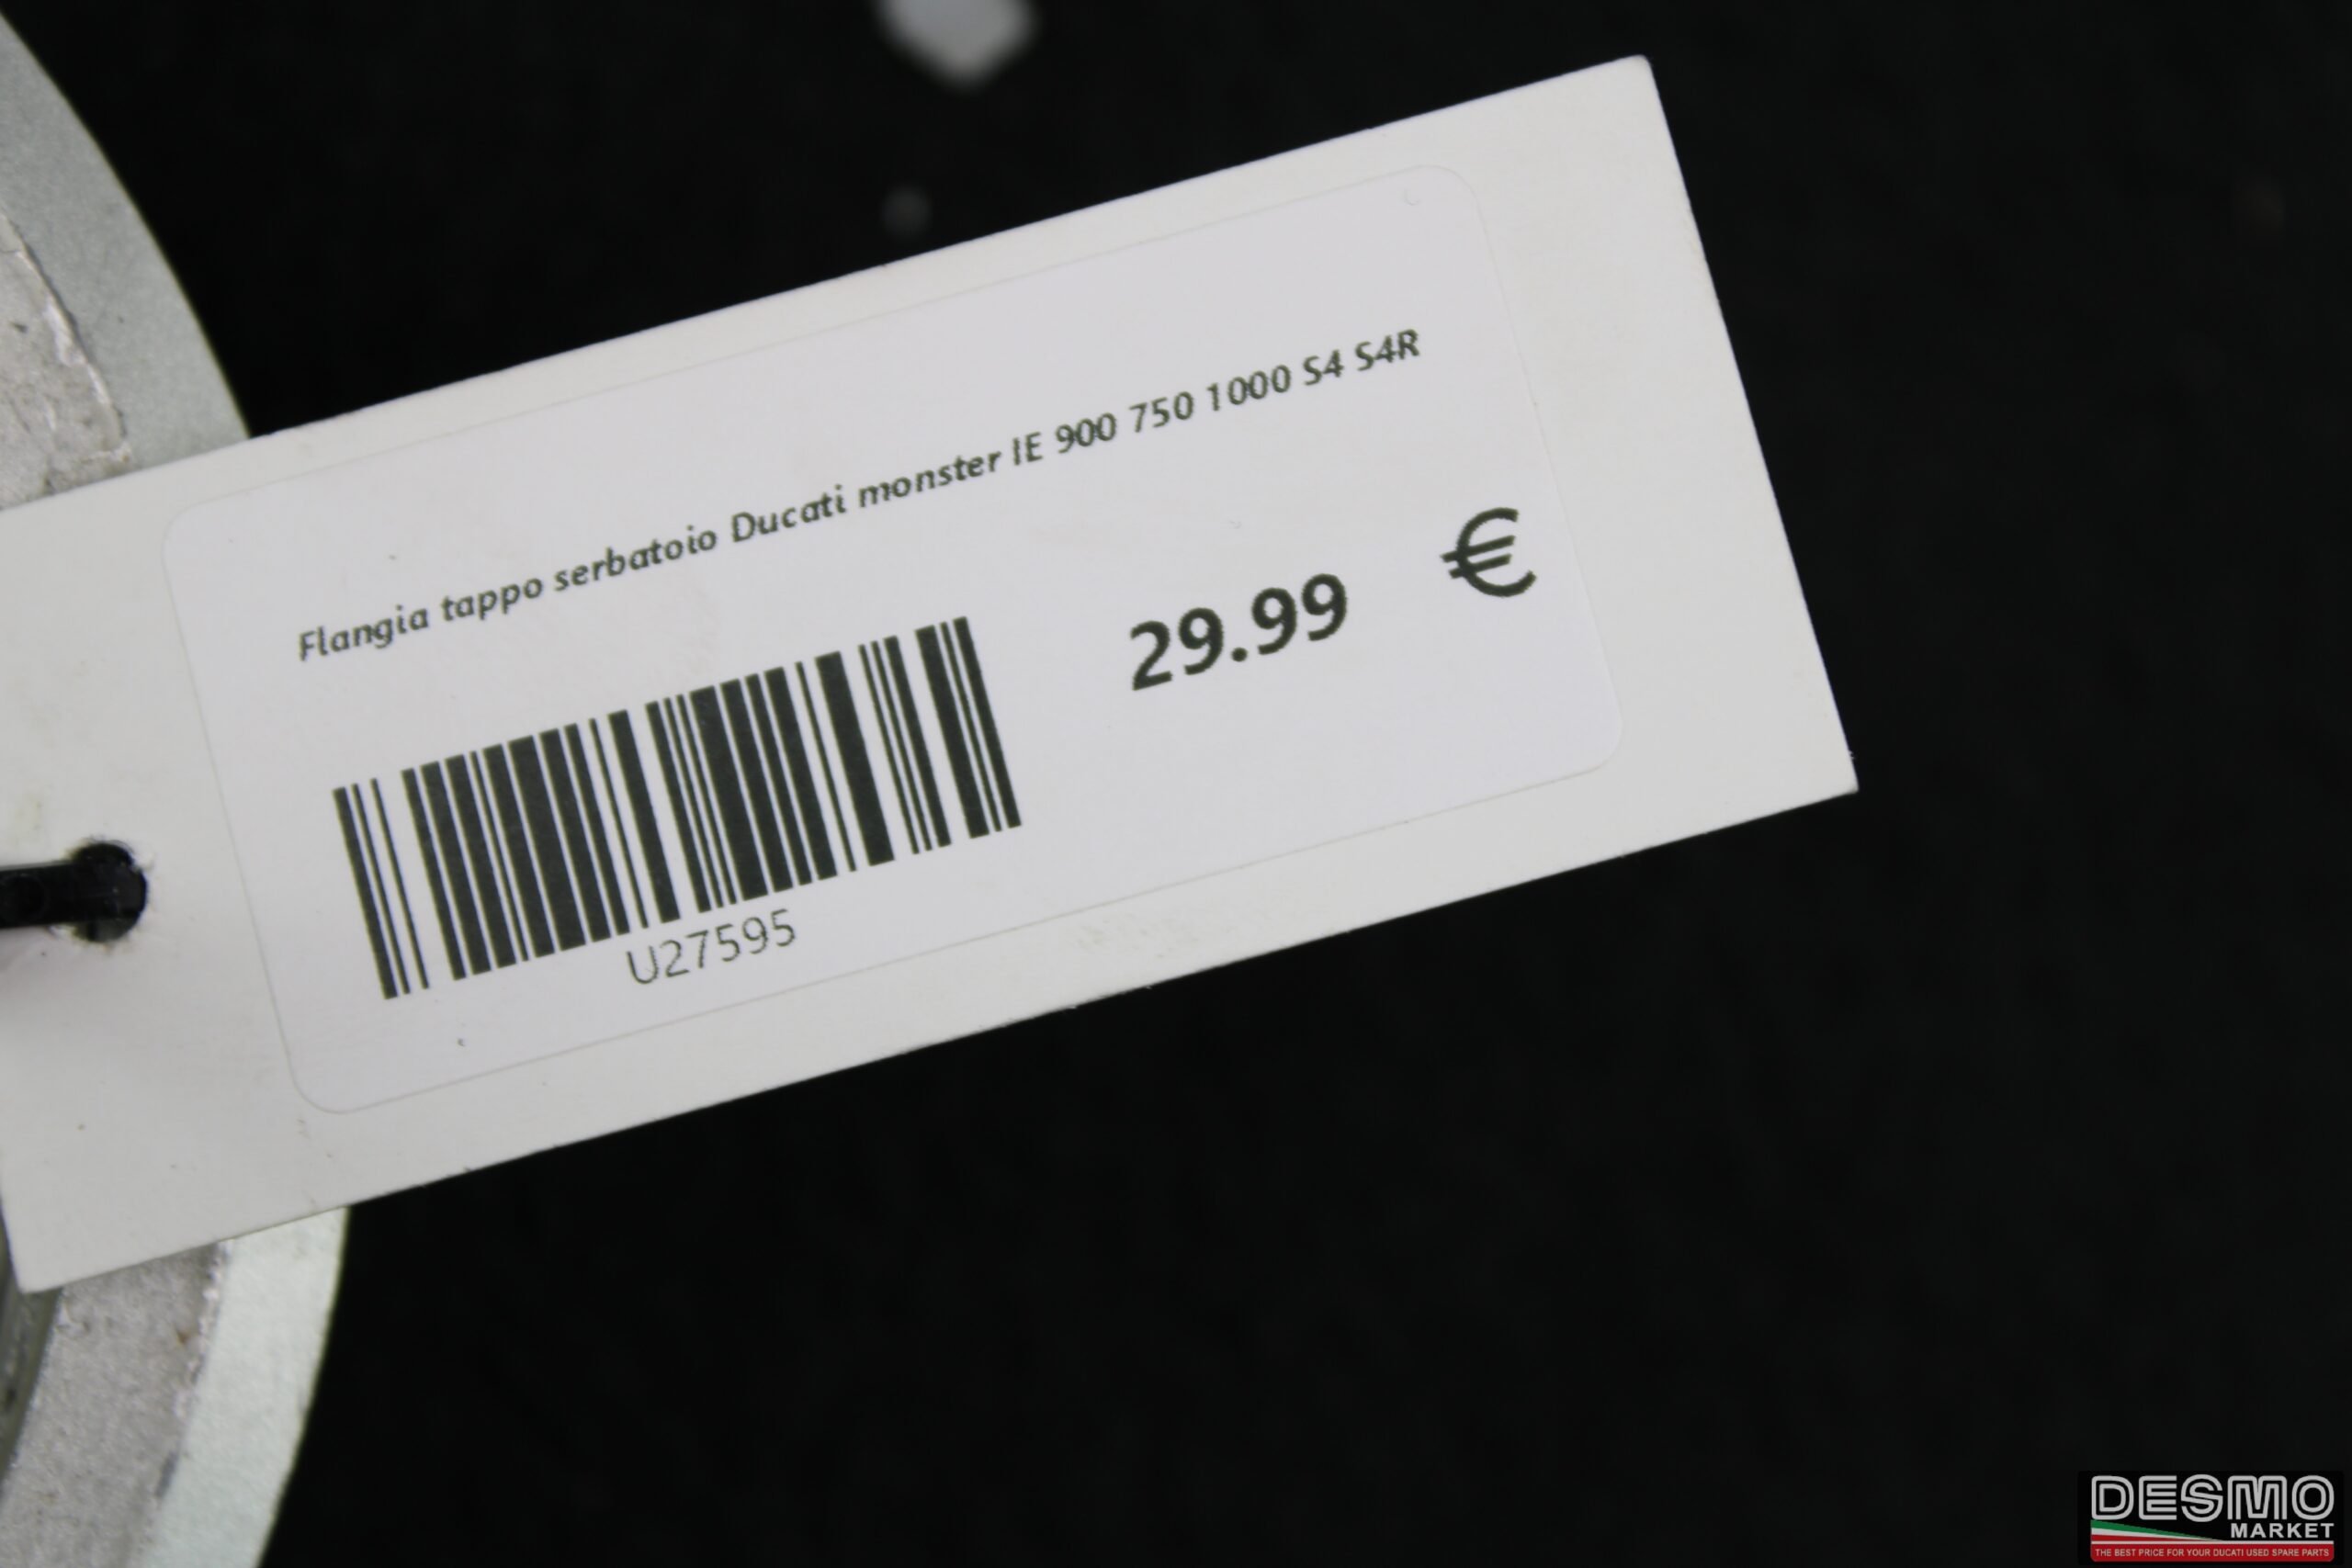 Flangia tappo serbatoio Ducati monster IE 900 750 1000 S4 S4R
29.99 €
U27595
DESMO
MARKET
THE BEST PRICE FOR YOUR DUCATI USED SPARE PARTS